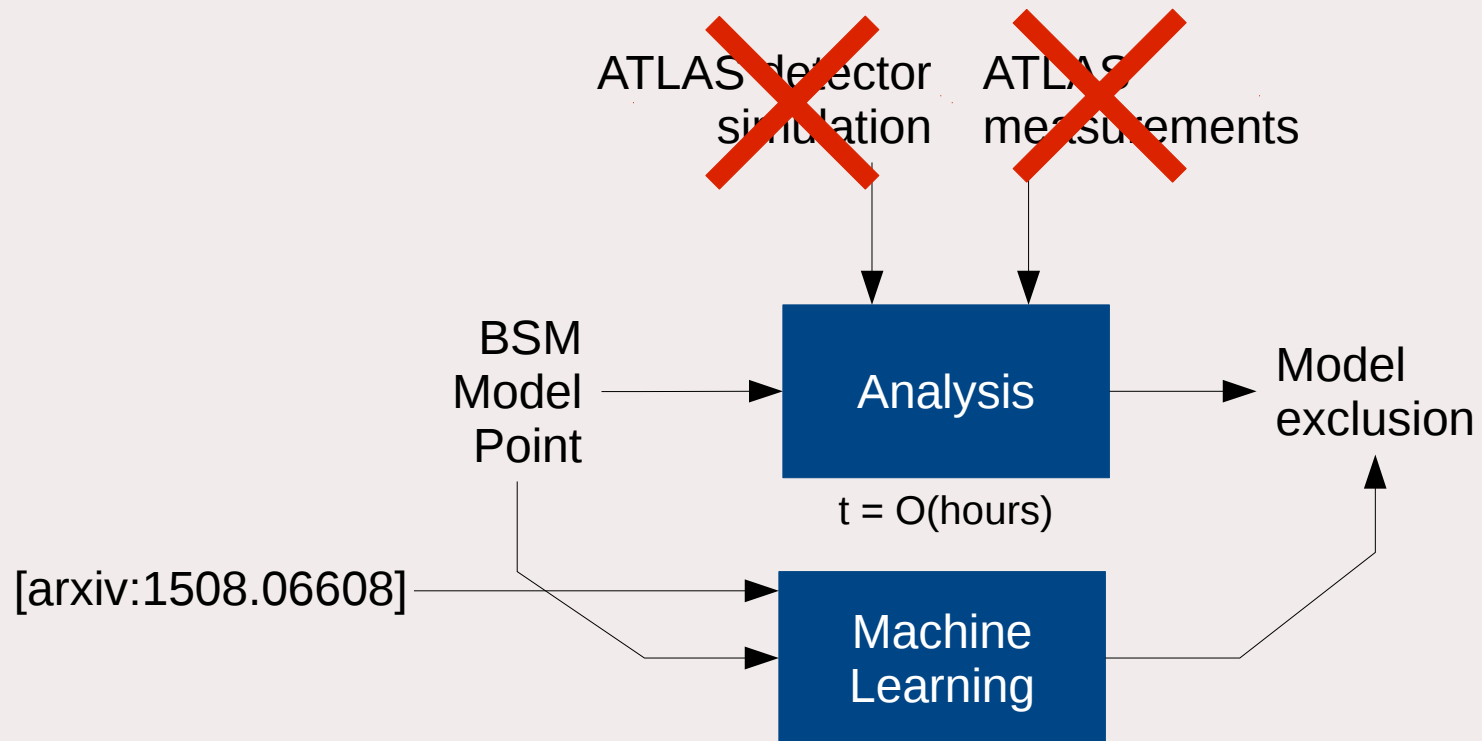 ATLAS detector
simulation
ATLAS
measurements
BSM
Model
Point
Analysis
Model
exclusion
t = O(hours)
[arxiv:1508.06608]
Machine
Learning